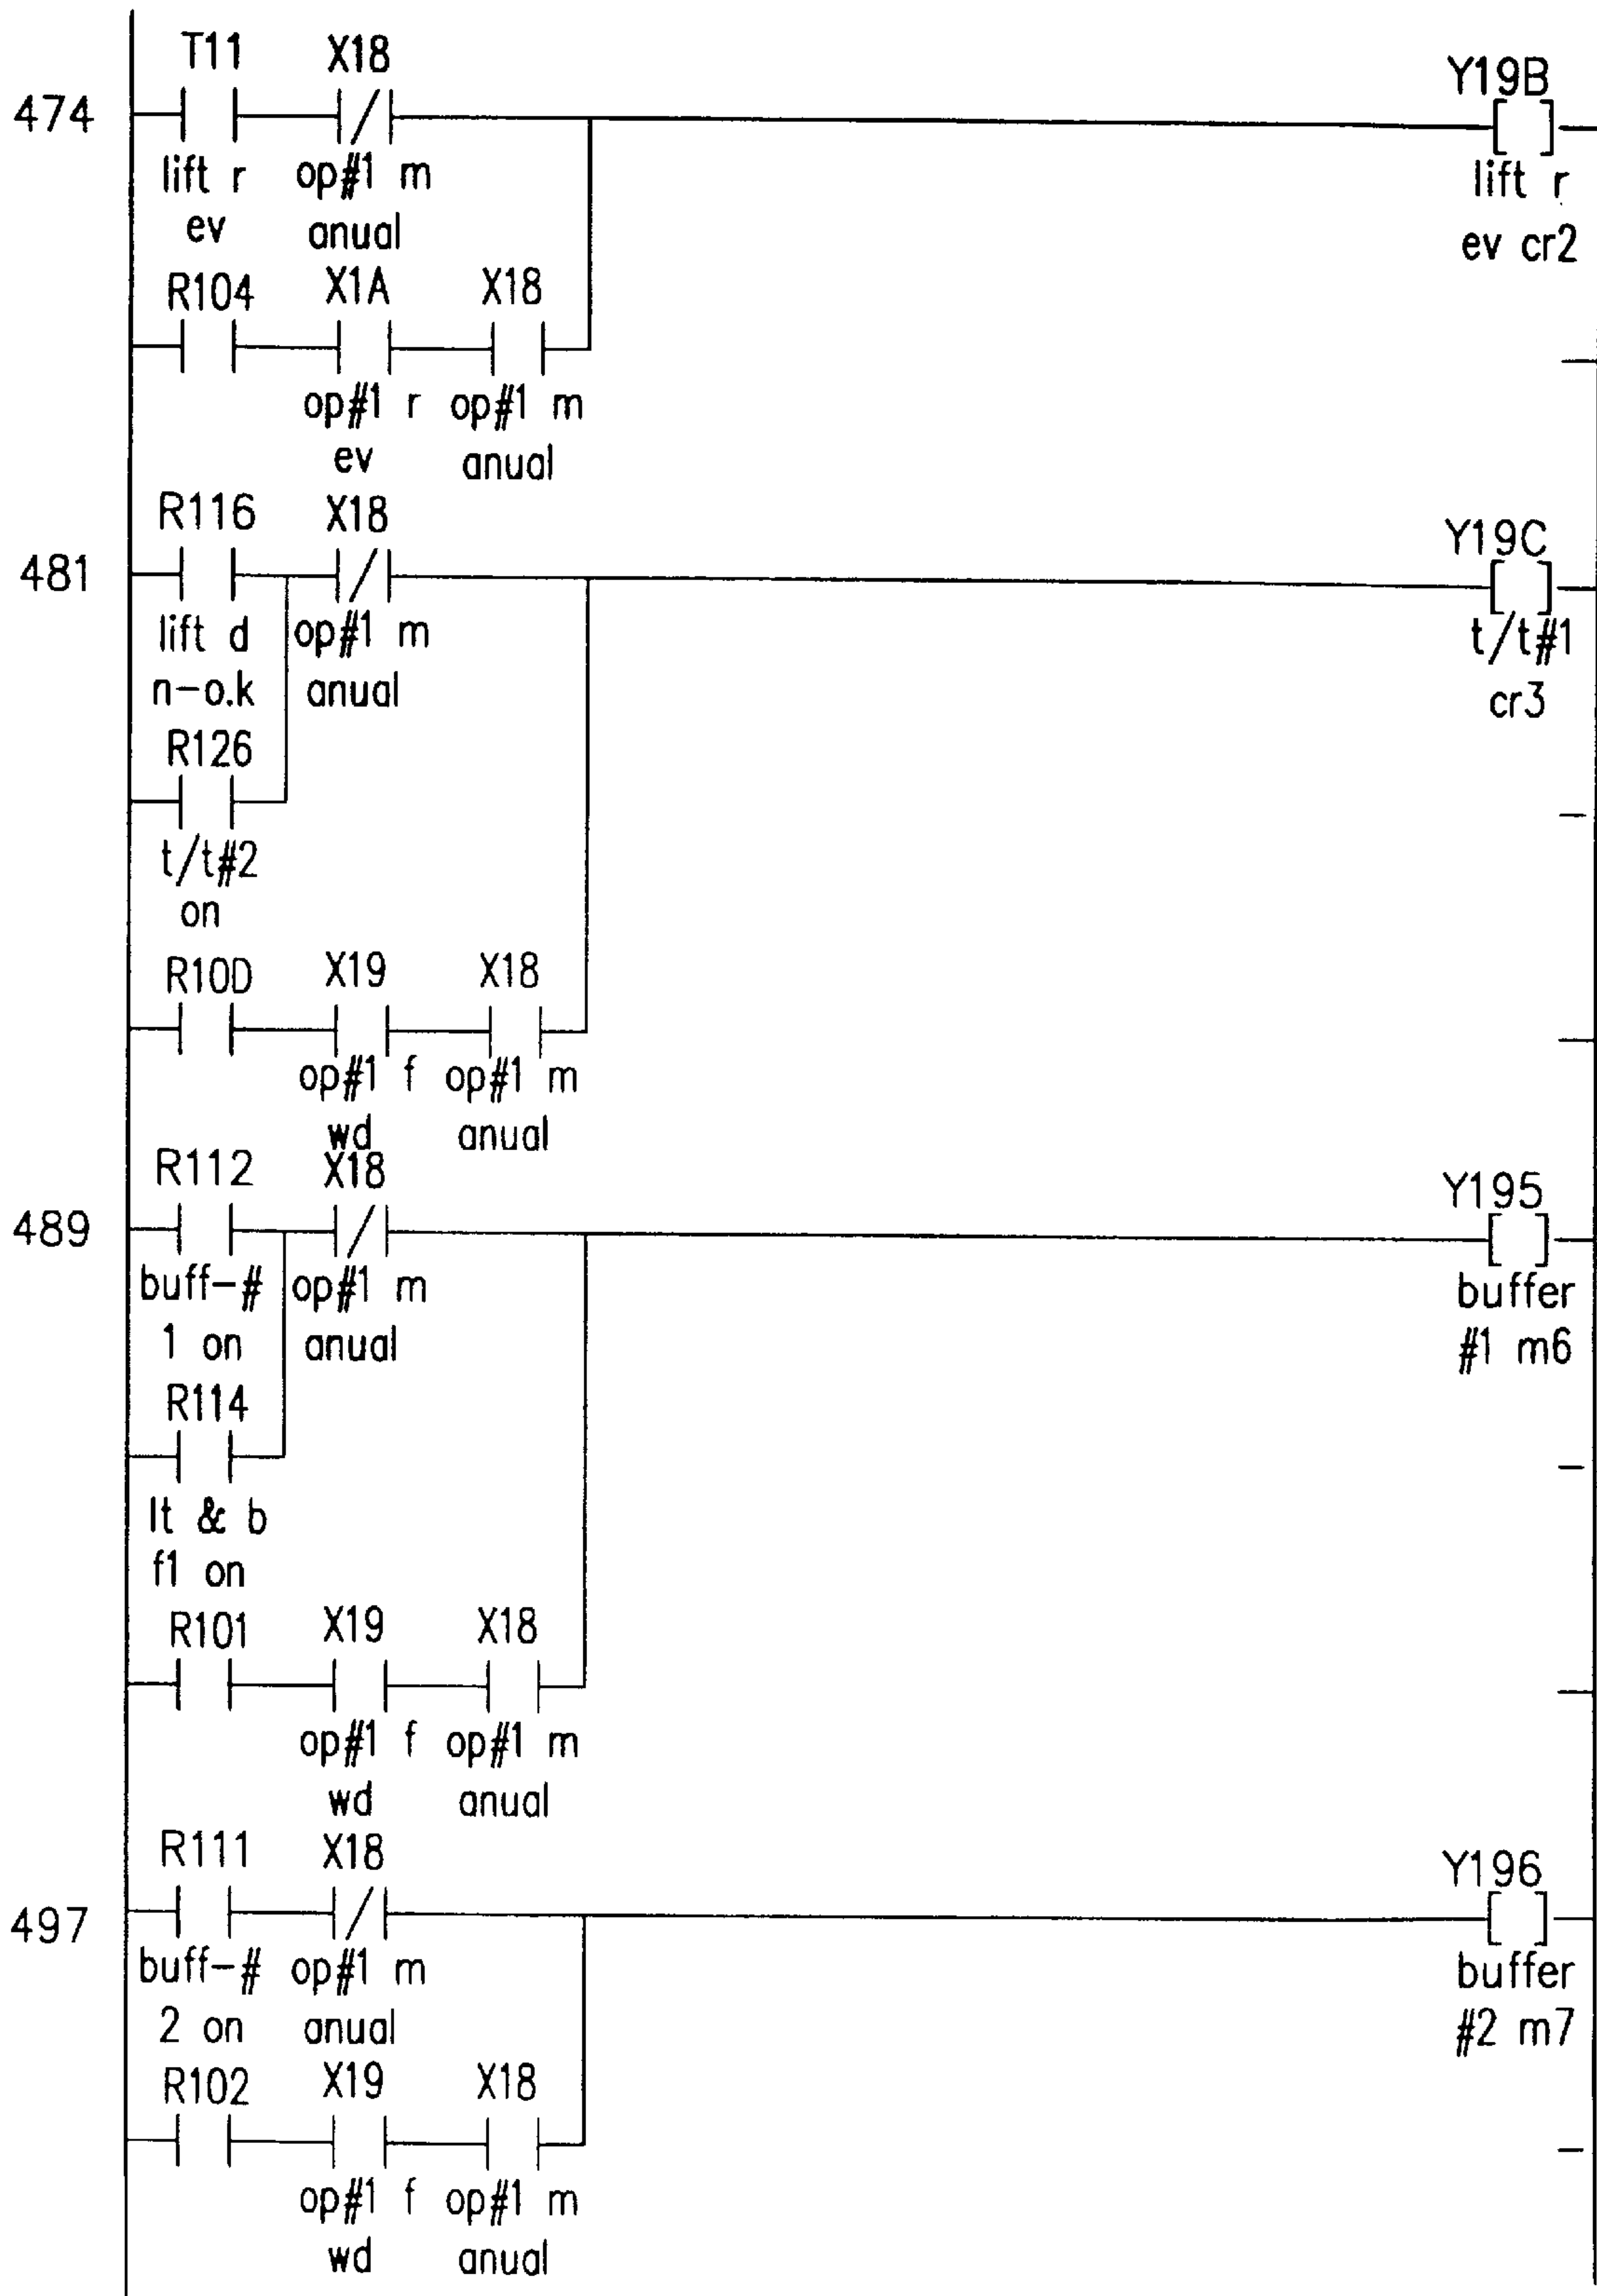 T11 X18 Y19B
474
lift r op#1 m lift r
ev anual ev cr2
R104 X1A X18
op#1 r op#1 m
ev anual
R116 X18 Y19C
481
lift d op#1 m t/t#1
n-o.k anual cr3
R126
t/t#2
on
R10D X19 X18
op#1 f op#1 m
wd anual
R112 X18 Y195
489
buff-# op#1 m buffer
1 on anual #1 m6
R114
lt & b
f1 on
R101 X19 X18
op#1 f op#1 m
wd anual
R111 X18 Y196
497
buff-# op#1 m buffer
2 on anual #2 m7
R102 X19 X18
op#1 f op#1 m
wd anual